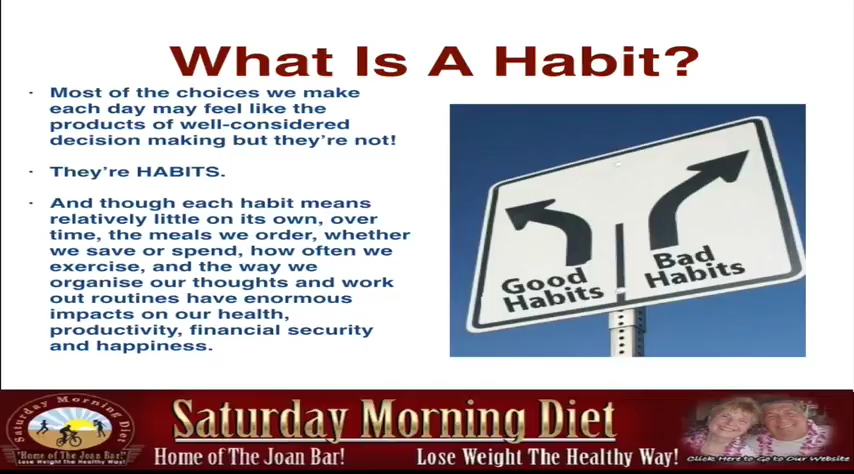 What Is A Habit?
· Most of the choices we make
each day may feel like the
products of well-considered
decision making but they're not!
· They're HABITS.
· And though each habit means
relatively little on its own, over
time, the meals we order, whether
we save or spend, how often we
exercise, and the way we
organise our thoughts and work
out routines have enormous
impacts on our health,
productivity, financial security
and happiness.
Good
Habits
Bad
Habits
Saturday Morning Diet
"Home of The Joan Bar!"
Lose Weight The Healthy Way!
Saturday Morning Diet
Home of The Joan Bar!
Lose Weight The Healthy Way!
Click Here to Go to Our Website